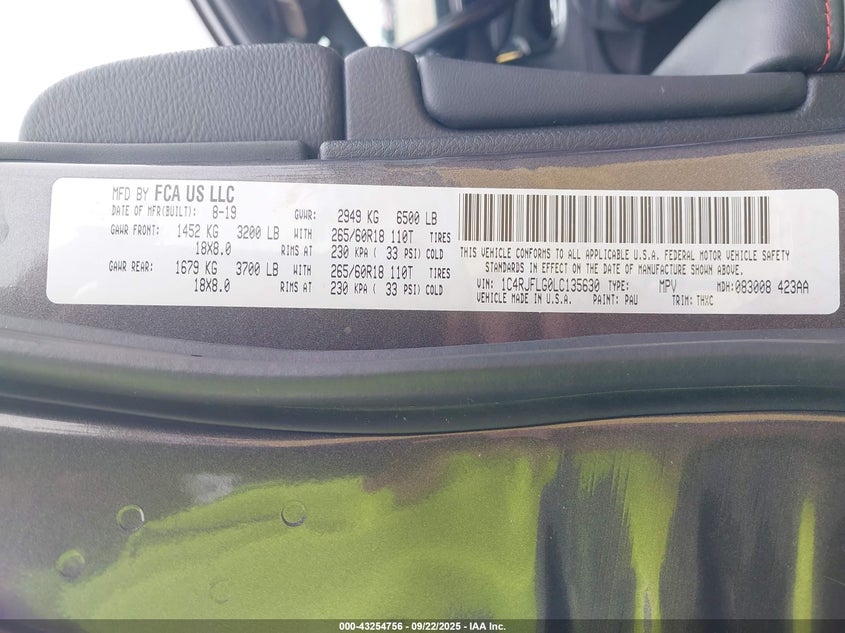 MFD BY FCA US LLC
DATE OF MFR(BUILT): 8-19 GVWR: 2949 KG 6500 LB
GAWR FRONT: 1452 KG 3200 LB WITH 265/60R18 110T TIRES
18X8.0 RIMS AT 230 KPA ( 33 PSI) COLD
GAWR REAR: 1679 KG 3700 LB WITH 265/60R18 110T TIRES
18X8.0 RIMS AT 230 KPA ( 33 PSI) COLD
THIS VEHICLE CONFORMS TO ALL APPLICABLE U.S.A. FEDERAL MOTOR VEHICLE SAFETY
STANDARDS IN EFFECT ON THE DATE OF MANUFACTURE SHOWN ABOVE.
VIN: 1C4RJFLG0LC135630 TYPE: MPV MDH: 083008 423AA
VEHICLE MADE IN U.S.A. PAINT: PAU TRIM: THXC
000-43254756 - 09/22/2025 - IAA Inc.